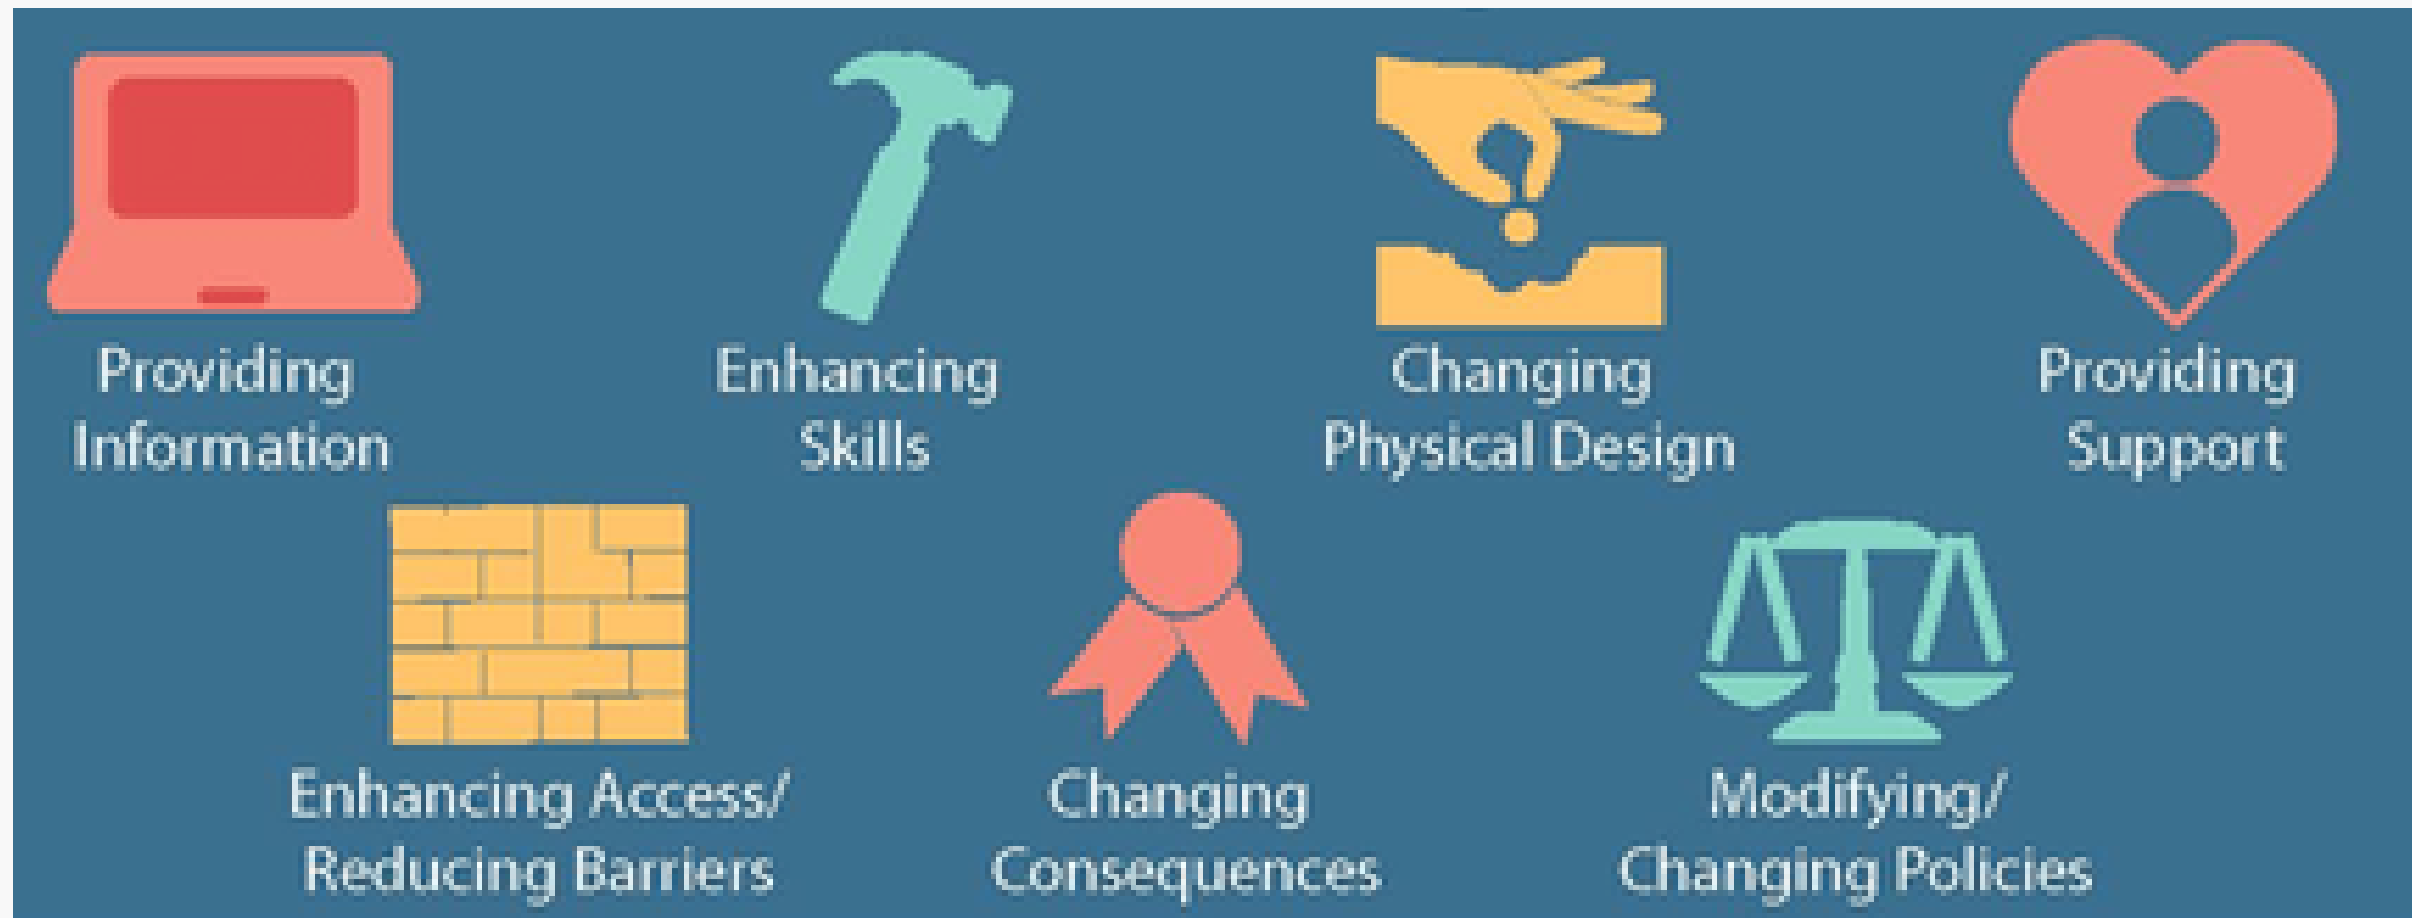 Providing
Information
Enhancing
Skills
Changing
Physical Design
Providing
Support
Enhancing Access/
Reducing Barriers
Changing
Consequences
Modifying/
Changing Policies